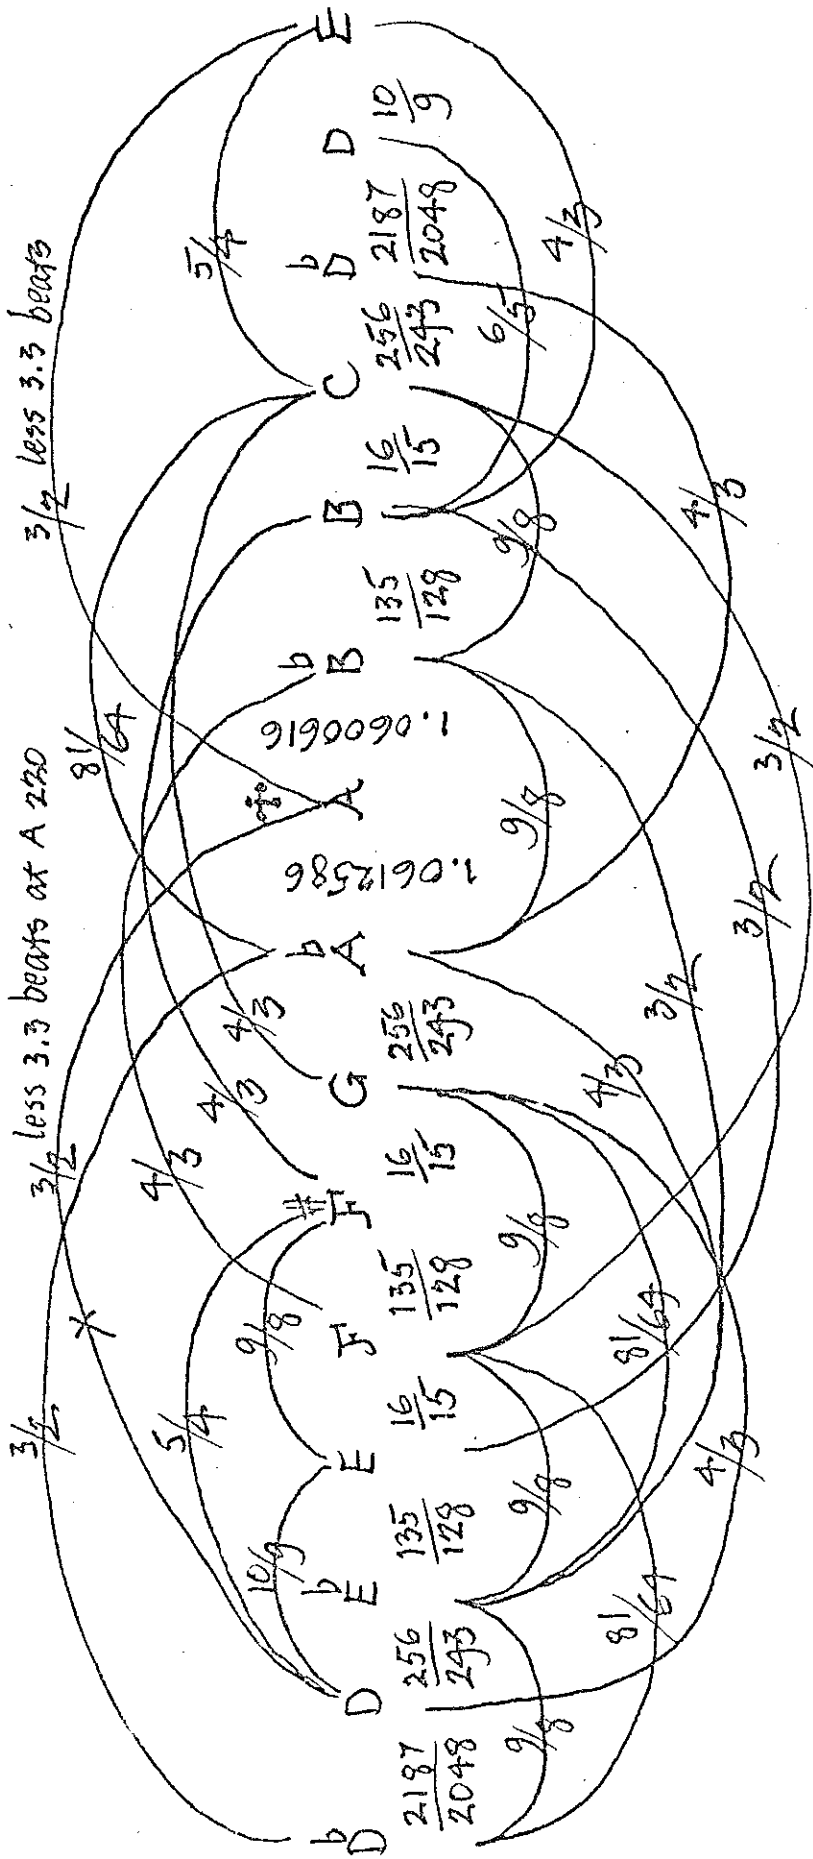 3/2 3/2 less 3.3 beats at A 220 3/2 less 3.3 beats
81/64
4/3 5/4
5/4 4/3 4/3
9/8
10/9
♭D D ♭E E F ♯F G ♭A A ♭B B C ♭D D E
1.0612586 1.0600616
2187/2048 256/243 135/128 16/15 135/128 16/15 256/243 135/128 16/15 256/243 2187/2048 10/9
9/8 9/8 9/8 9/8 9/8 6/5
4/3
81/64 81/64 4/3
3/2 4/3
4/3 3/2
3/2